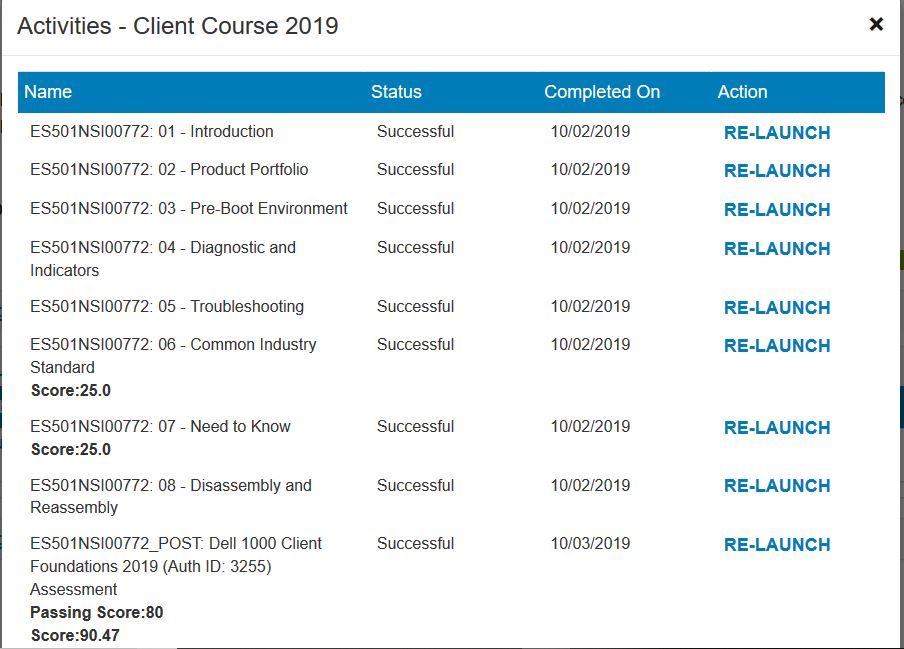 Activities - Client Course 2019
Name Status Completed On Action
ES501NSI00772: 01 - Introduction Successful 10/02/2019 RE-LAUNCH
ES501NSI00772: 02 - Product Portfolio Successful 10/02/2019 RE-LAUNCH
ES501NSI00772: 03 - Pre-Boot Environment Successful 10/02/2019 RE-LAUNCH
ES501NSI00772: 04 - Diagnostic and Successful 10/02/2019 RE-LAUNCH
Indicators
ES501NSI00772: 05 - Troubleshooting Successful 10/02/2019 RE-LAUNCH
ES501NSI00772: 06 - Common Industry Successful 10/02/2019 RE-LAUNCH
Standard
Score:25.0
ES501NSI00772: 07 - Need to Know Successful 10/02/2019 RE-LAUNCH
Score:25.0
ES501NSI00772: 08 - Disassembly and Successful 10/02/2019 RE-LAUNCH
Reassembly
ES501NSI00772_POST: Dell 1000 Client Successful 10/03/2019 RE-LAUNCH
Foundations 2019 (Auth ID: 3255)
Assessment
Passing Score:80
Score:90.47